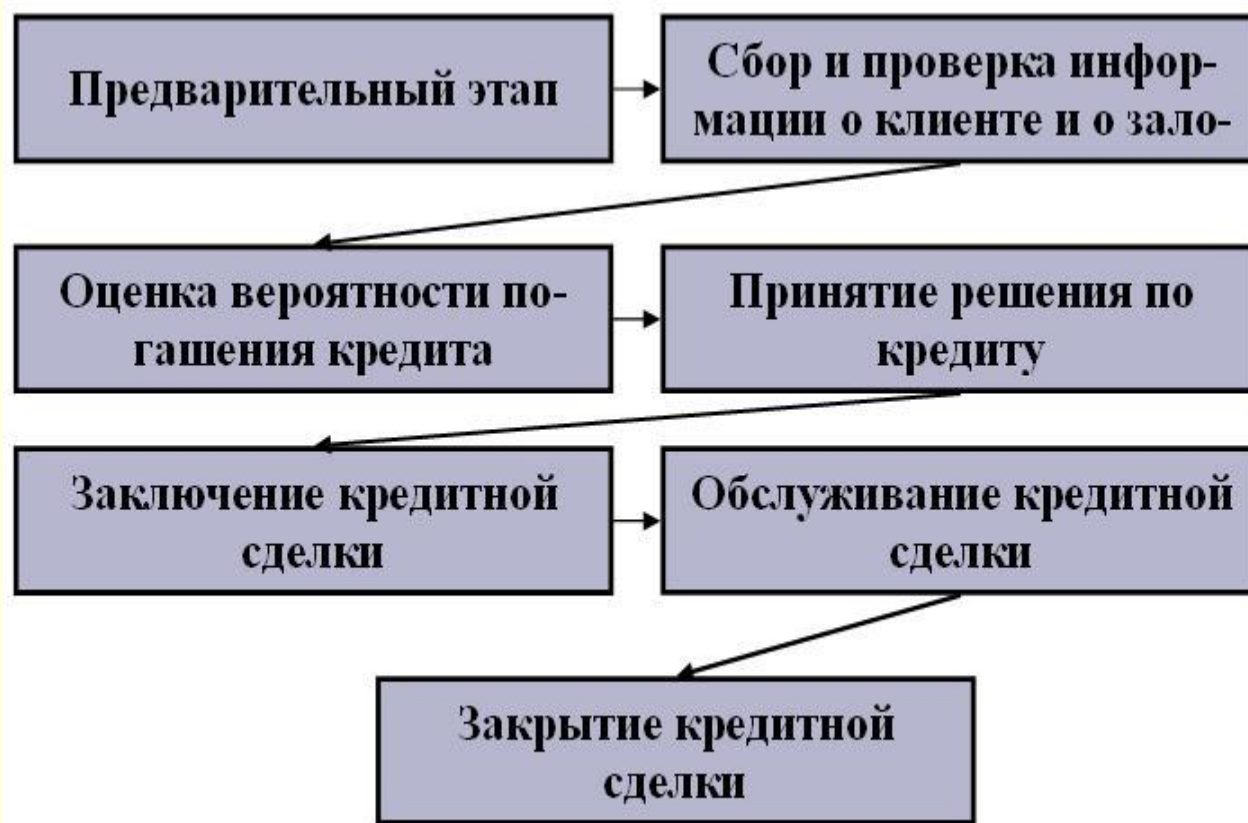 Предварительный этап
Сбор и проверка инфор-
мации о клиенте и о зало-
Оценка вероятности по-
гашения кредита
Принятие решения по
кредиту
Заключение кредитной
сделки
Обслуживание кредитной
сделки
Закрытие кредитной
сделки